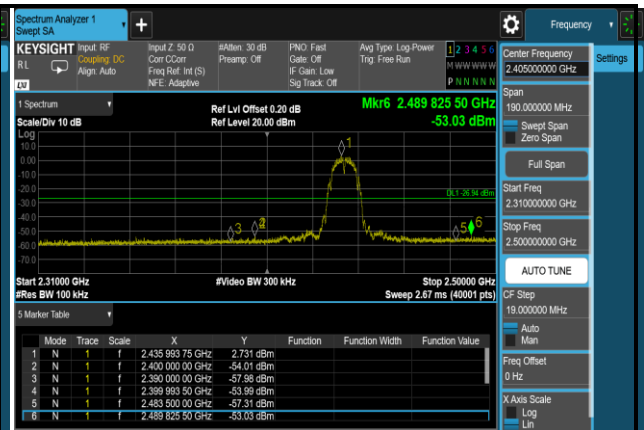 Spectrum Analyzer 1
Swept SA
+
Frequency
KEYSIGHT
RL
LXI
Input: RF
Coupling: DC
Align: Auto
Input Z: 50 Ω
Corr CCorr
Freq Ref: Int (S)
NFE: Adaptive
#Atten: 30 dB
Preamp: Off
PNO: Fast
Gate: Off
IF Gain: Low
Sig Track: Off
Avg Type: Log-Power
Trig: Free Run
1 2 3 4 5 6
M W W W W W
P N N N N N
1 Spectrum
Scale/Div 10 dB
Ref Lvl Offset 0.20 dB
Ref Level 20.00 dBm
Mkr6 2.489 825 50 GHz
-53.03 dBm
Log
10.0
0.00
-10.0
-20.0
-30.0
-40.0
-50.0
-60.0
-70.0
1
DL1 -26.94 dBm
3
4
5
6
Start 2.31000 GHz
#Res BW 100 kHz
#Video BW 300 kHz
Stop 2.50000 GHz
Sweep 2.67 ms (40001 pts)
5 Marker Table
Mode Trace Scale X Y Function Function Width Function Value
1 N 1 f 2.435 993 75 GHz 2.731 dBm
2 N 1 f 2.400 000 00 GHz -54.01 dBm
3 N 1 f 2.390 000 00 GHz -57.98 dBm
4 N 1 f 2.399 993 50 GHz -53.99 dBm
5 N 1 f 2.483 500 00 GHz -57.31 dBm
6 N 1 f 2.489 825 50 GHz -53.03 dBm
Center Frequency
2.405000000 GHz
Settings
Span
190.000000 MHz
Swept Span
Zero Span
Full Span
Start Freq
2.310000000 GHz
Stop Freq
2.500000000 GHz
AUTO TUNE
CF Step
19.000000 MHz
Auto
Man
Freq Offset
0 Hz
X Axis Scale
Log
Lin